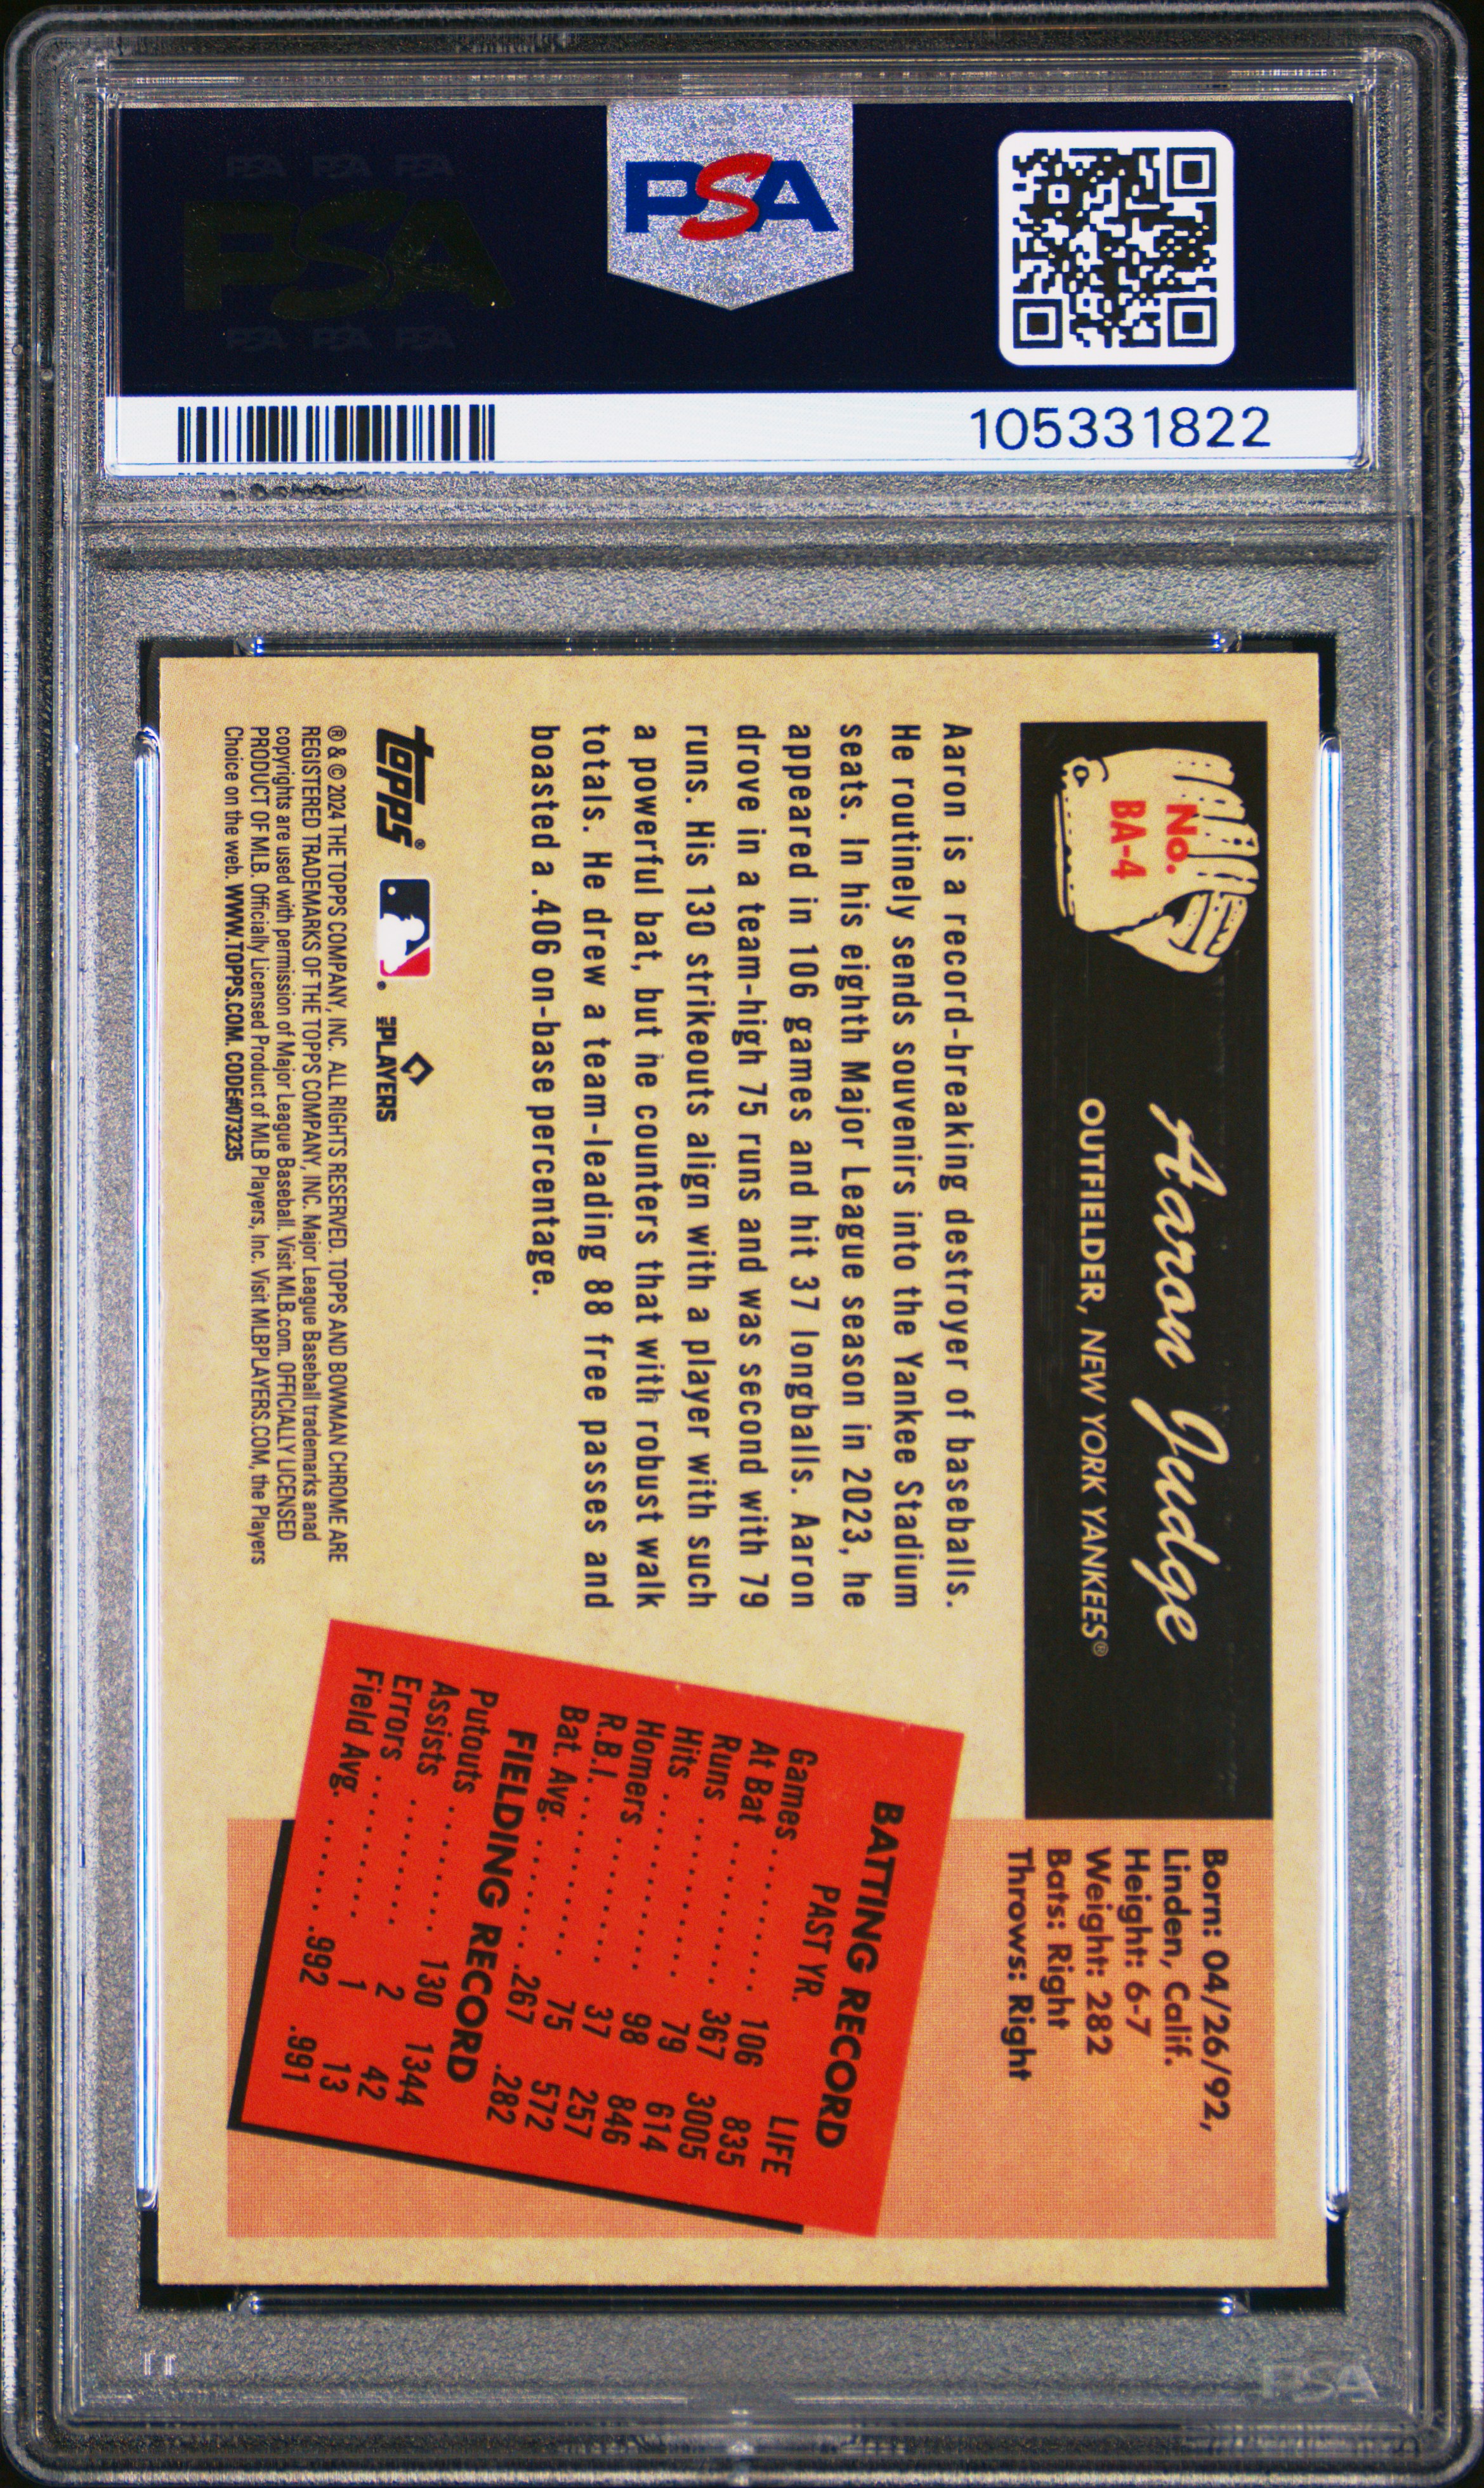 PSA PSA PSA
PSA
PSA PSA PSA
PSA
105331822
No.
BA-4
Aaron Judge
OUTFIELDER, NEW YORK YANKEES®
Born: 04/26/92,
Linden, Calif.
Height: 6-7
Weight: 282
Bats: Right
Throws: Right
Aaron is a record-breaking destroyer of baseballs.
He routinely sends souvenirs into the Yankee Stadium
seats. In his eighth Major League season in 2023, he
appeared in 106 games and hit 37 longballs. Aaron
drove in a team-high 75 runs and was second with 79
runs. His 130 strikeouts align with a player with such
a powerful bat, but he counters that with robust walk
totals. He drew a team-leading 88 free passes and
boasted a .406 on-base percentage.
BATTING RECORD
PAST YR. LIFE
Games .......... 106 835
At Bat .......... 367 3005
Runs .......... 79 614
Hits .......... 98 846
Homers .......... 37 257
R.B.I. .......... 75 572
Bat. Avg. .......... .267 .282
FIELDING RECORD
Putouts .......... 130 1344
Assists .......... 2 42
Errors .......... 1 13
Field Avg. .......... .992 .991
topps®
® MLB PLAYERS
® & © 2024 THE TOPPS COMPANY, INC. ALL RIGHTS RESERVED. TOPPS AND BOWMAN CHROME ARE
REGISTERED TRADEMARKS OF THE TOPPS COMPANY, INC. Major League Baseball trademarks anad
copyrights are used with permission of Major League Baseball. Visit MLB.com. OFFICIALLY LICENSED
PRODUCT OF MLB. Officially Licensed Product of MLB Players, Inc. Visit MLBPLAYERS.COM, the Players
Choice on the web. WWW.TOPPS.COM. CODE#073235
PSA